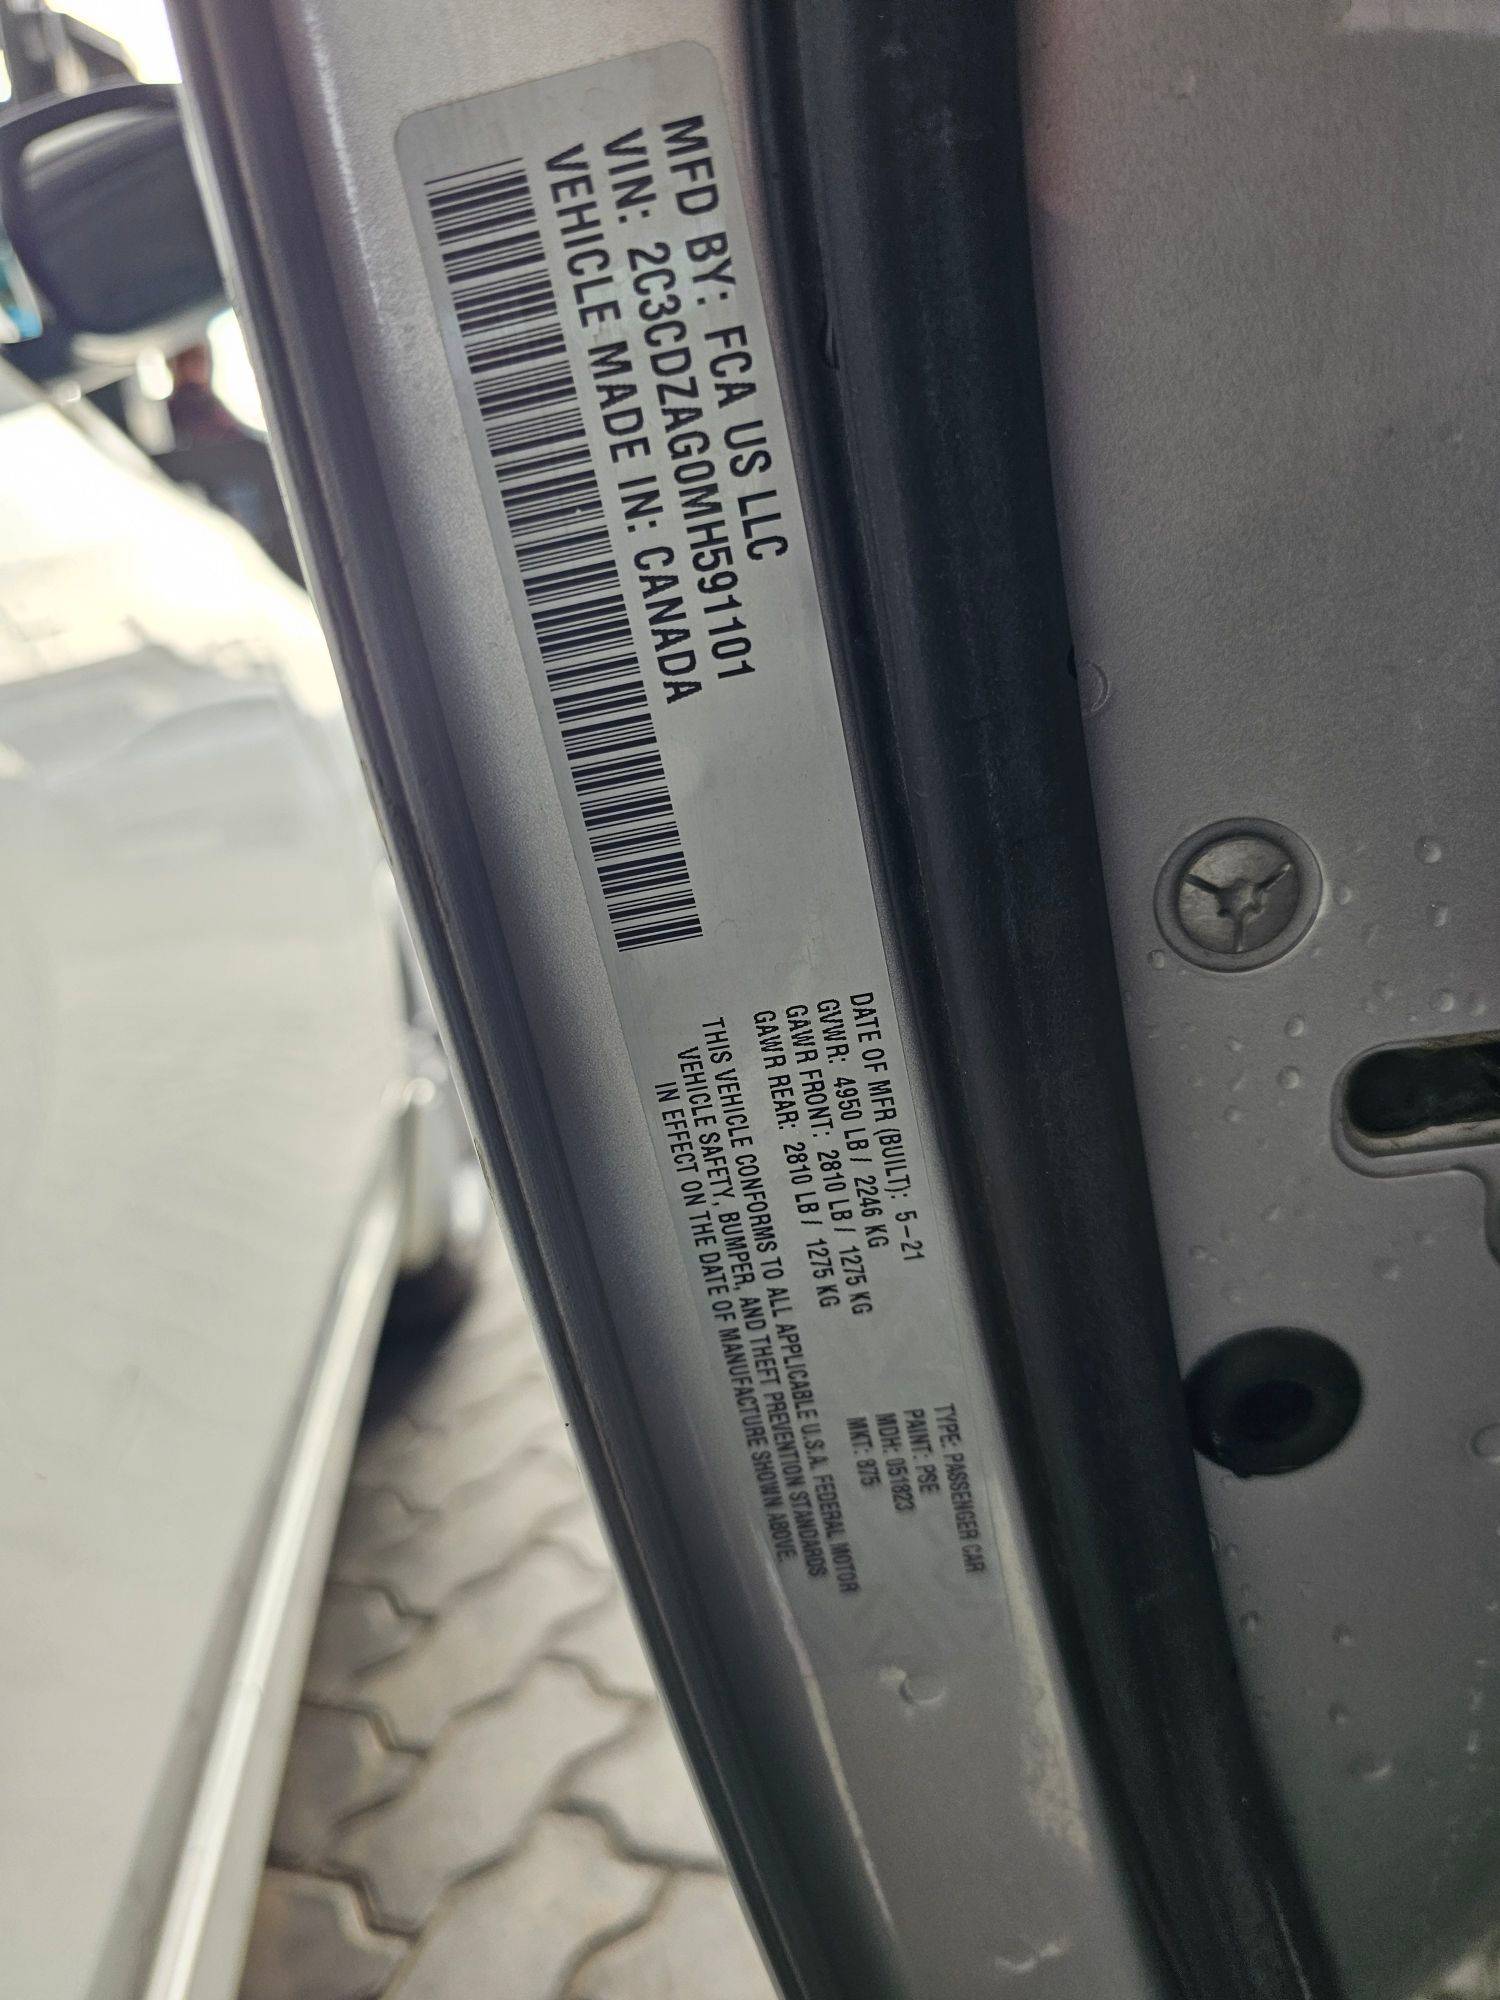 MFD BY: FCA US LLC
VIN: 2C3CDZAG0MH591101
VEHICLE MADE IN: CANADA
DATE OF MFR (BUILT): 5-21
GVWR: 4950 LB / 2246 KG
GAWR FRONT: 2810 LB / 1275 KG
GAWR REAR: 2810 LB / 1275 KG
THIS VEHICLE CONFORMS TO ALL APPLICABLE U.S.A. FEDERAL MOTOR
VEHICLE SAFETY, BUMPER, AND THEFT PREVENTION STANDARDS
IN EFFECT ON THE DATE OF MANUFACTURE SHOWN ABOVE.
TYPE: PASSENGER CAR
PAINT: PSE
MDH: 051823
MKT: 875